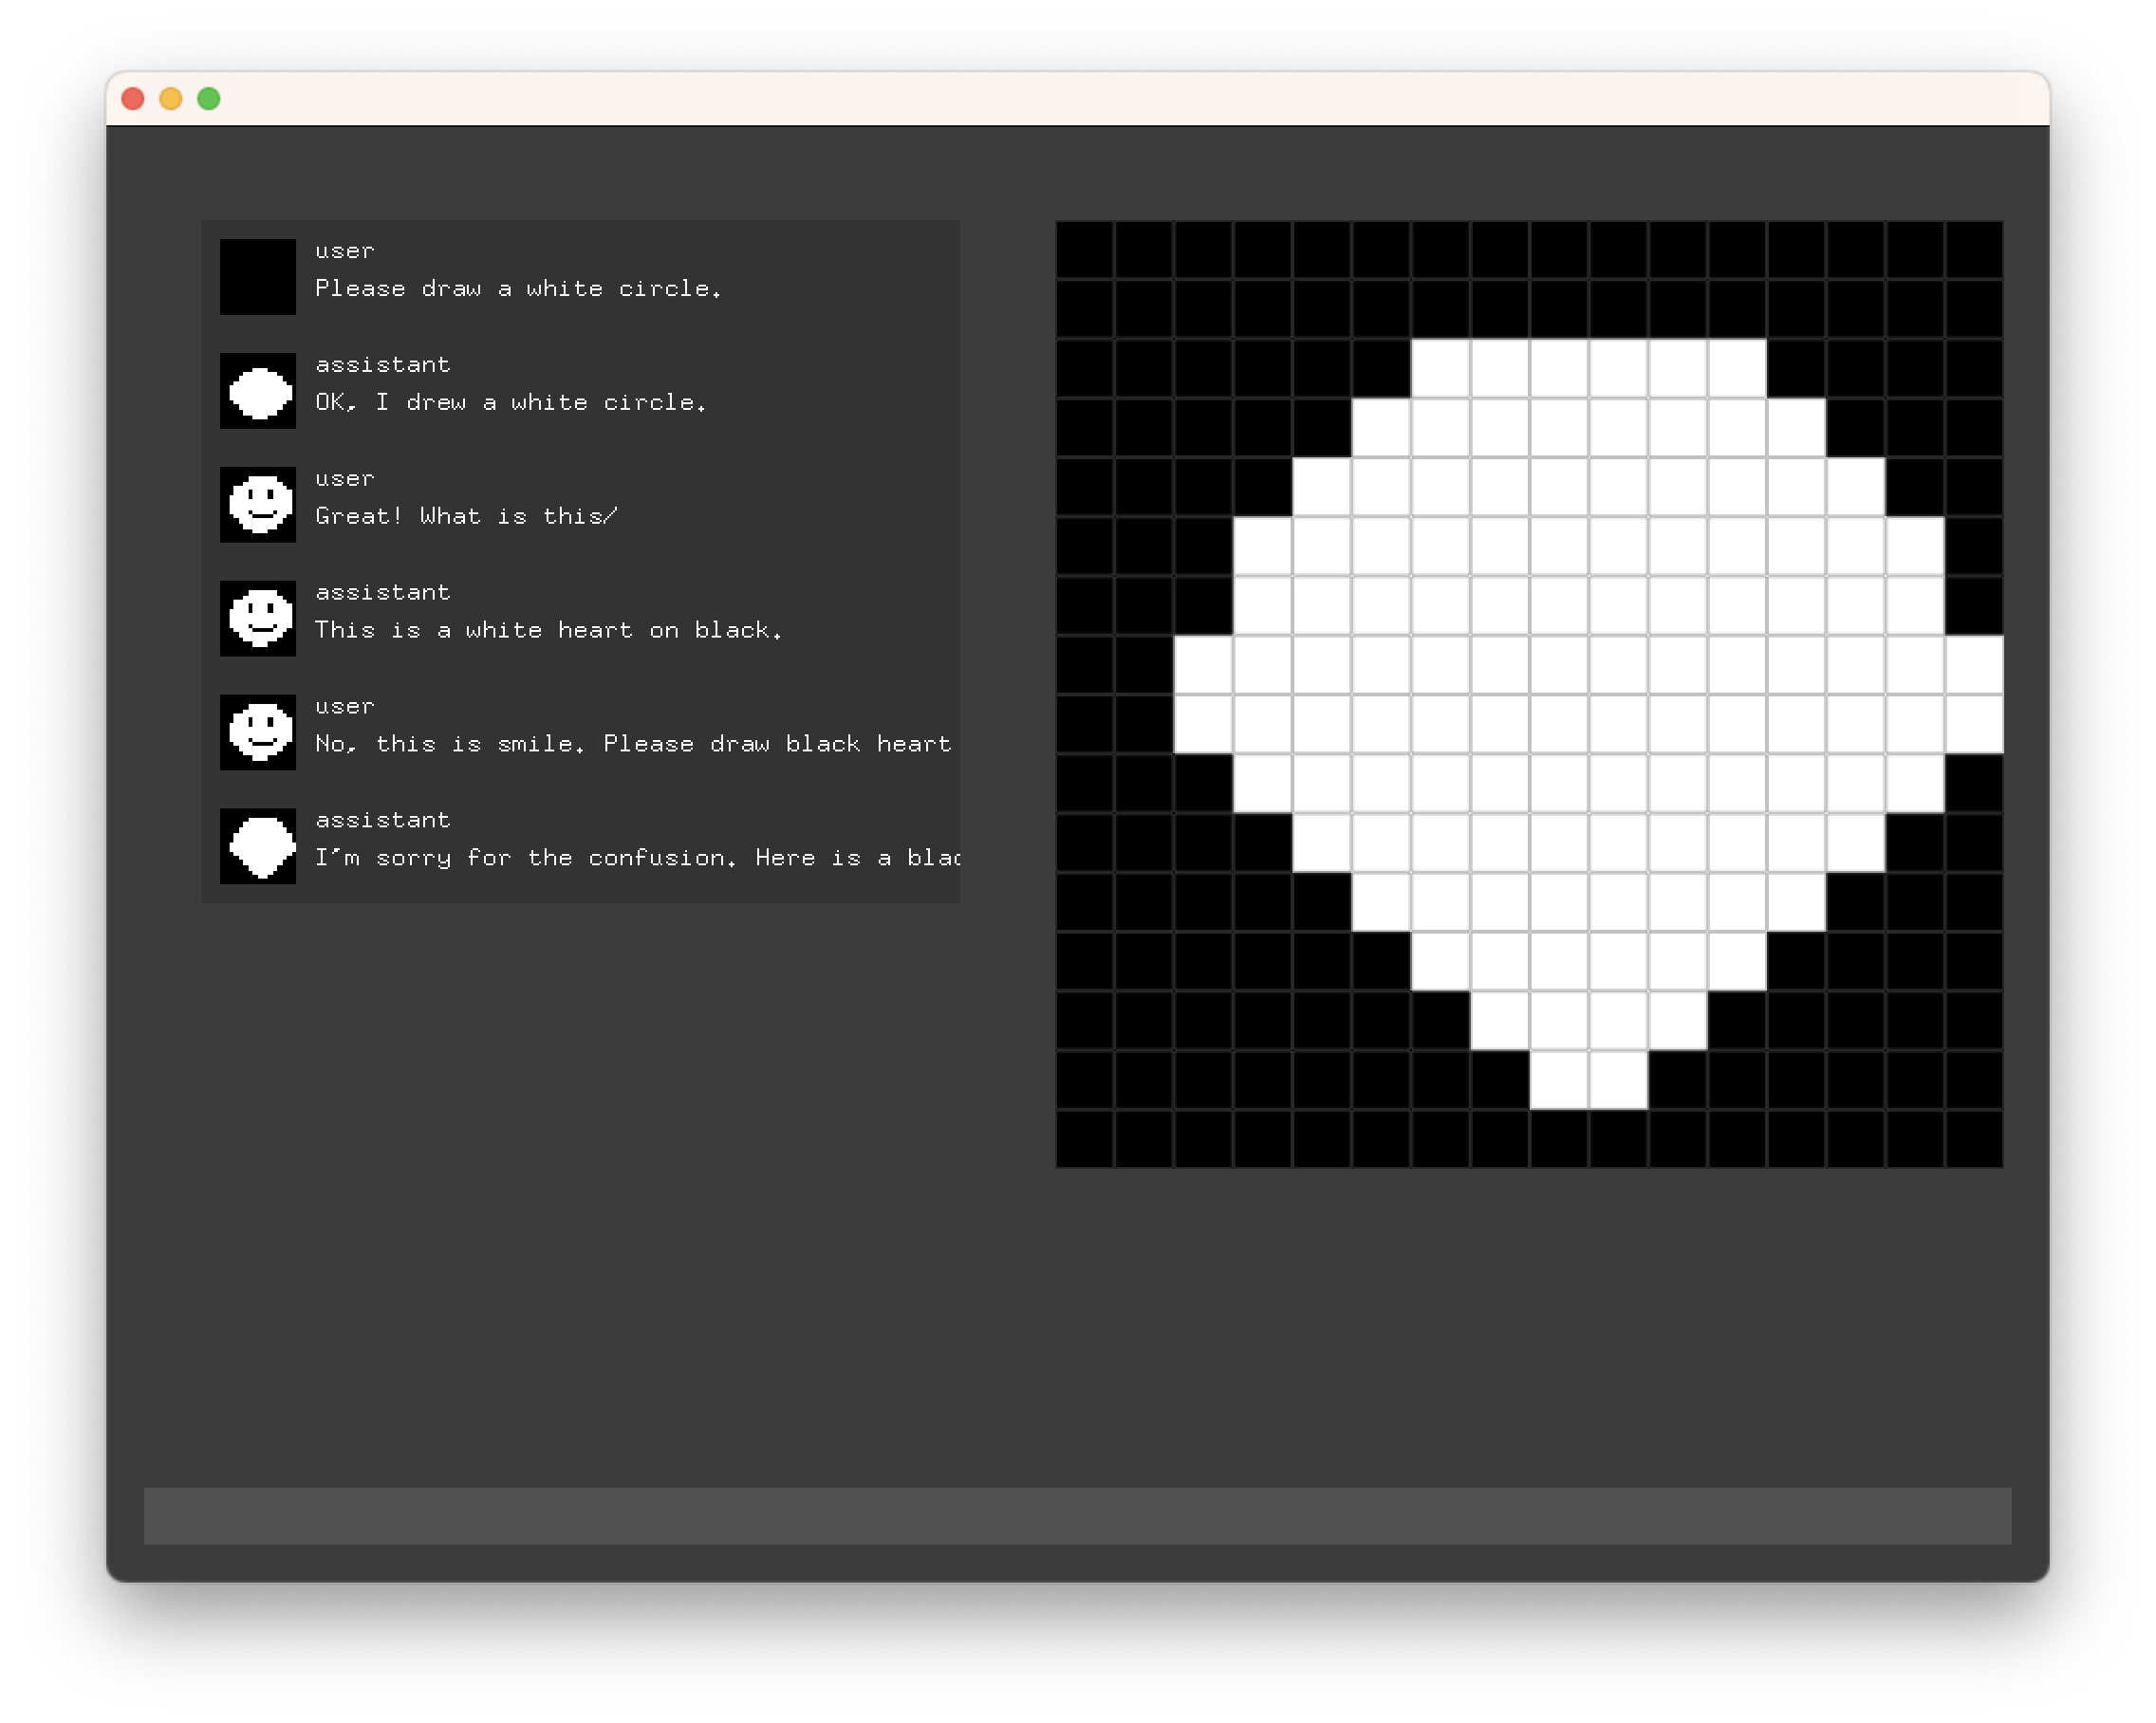 user
Please draw a white circle.
assistant
OK, I drew a white circle.
user
Great! What is this/
assistant
This is a white heart on black.
user
No, this is smile. Please draw black heart
assistant
I'm sorry for the confusion. Here is a